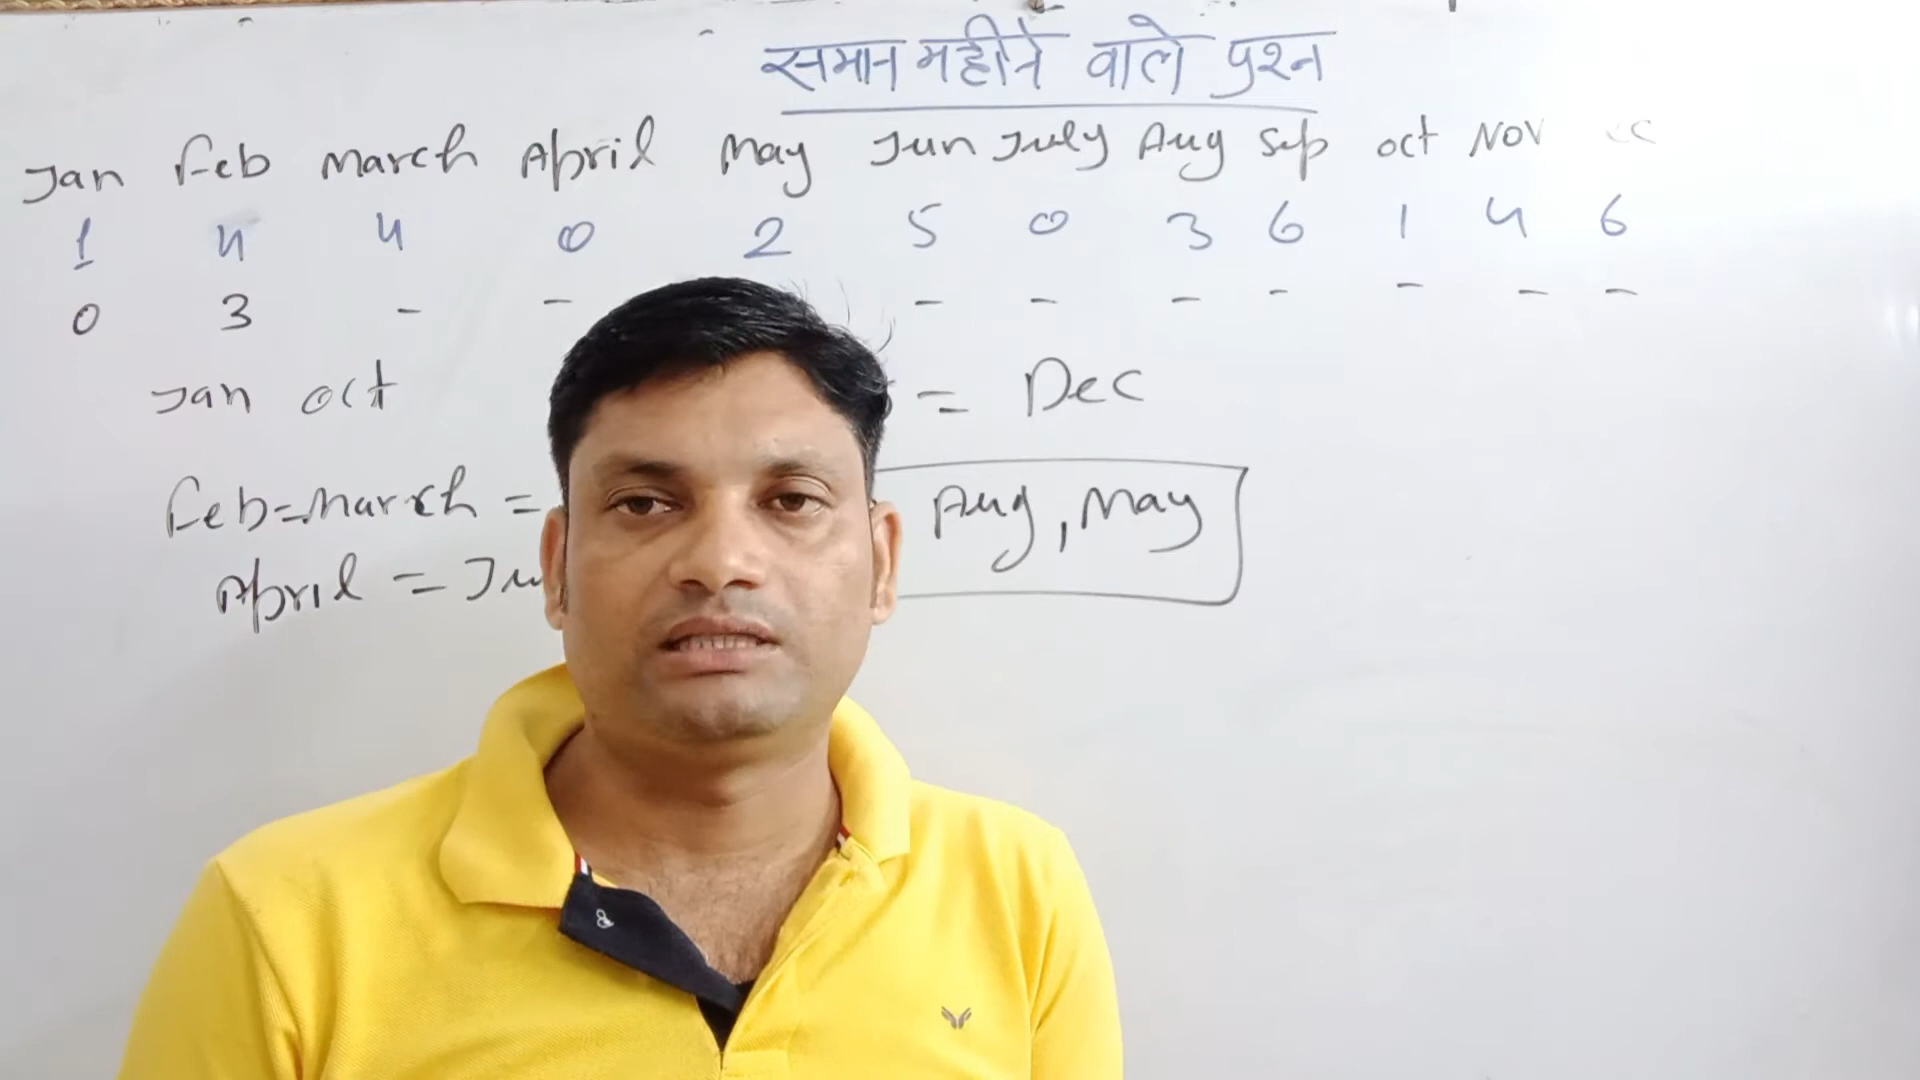 समान महीने वाले प्रश्न
Jan Feb March April May Jun July Aug Sep oct Nov
1 4 4 0 2 5 0 3 6 1 4 6
0 3 - - - - - - - - -
Jan oct = Dec
Feb=March = Aug, May
April =